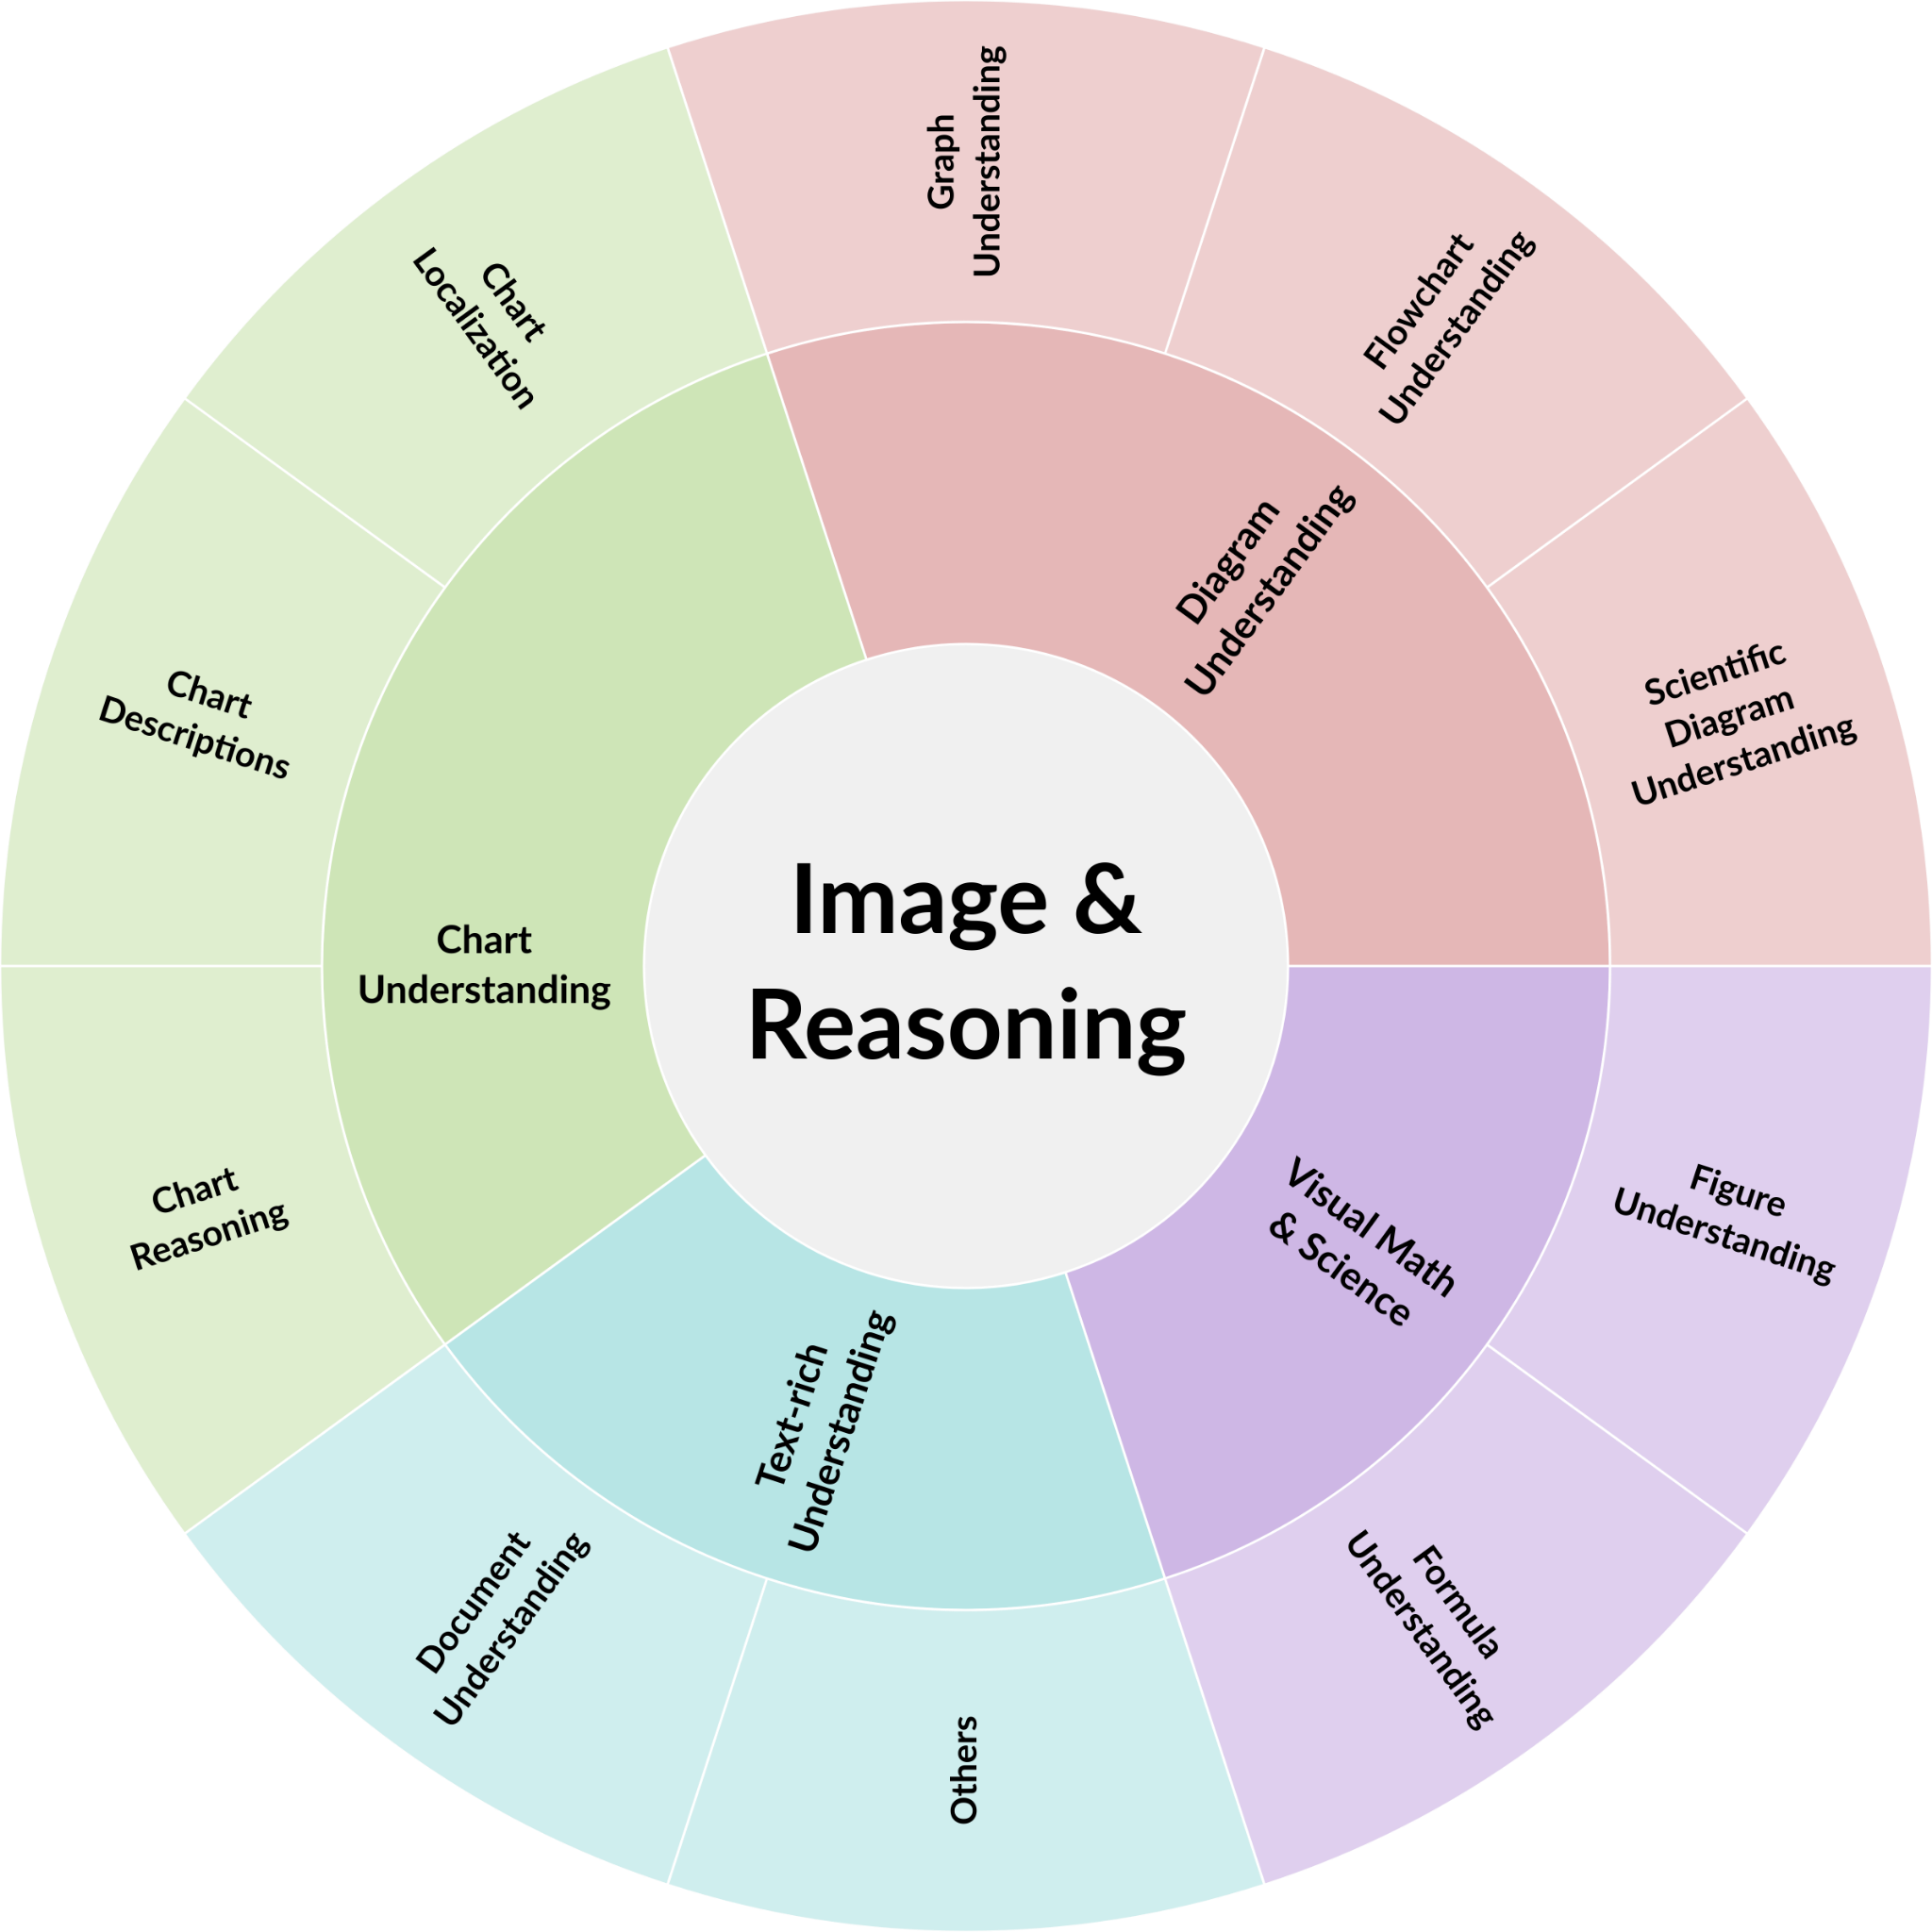 Image &
Reasoning
Diagram
Understanding
Graph
Understanding
Flowchart
Understanding
Scientific
Diagram
Understanding
Visual Math
& Science
Figure
Understanding
Formula
Understanding
Text-rich
Understanding
Others
Document
Understanding
Chart
Understanding
Chart
Reasoning
Chart
Descriptions
Chart
Localization